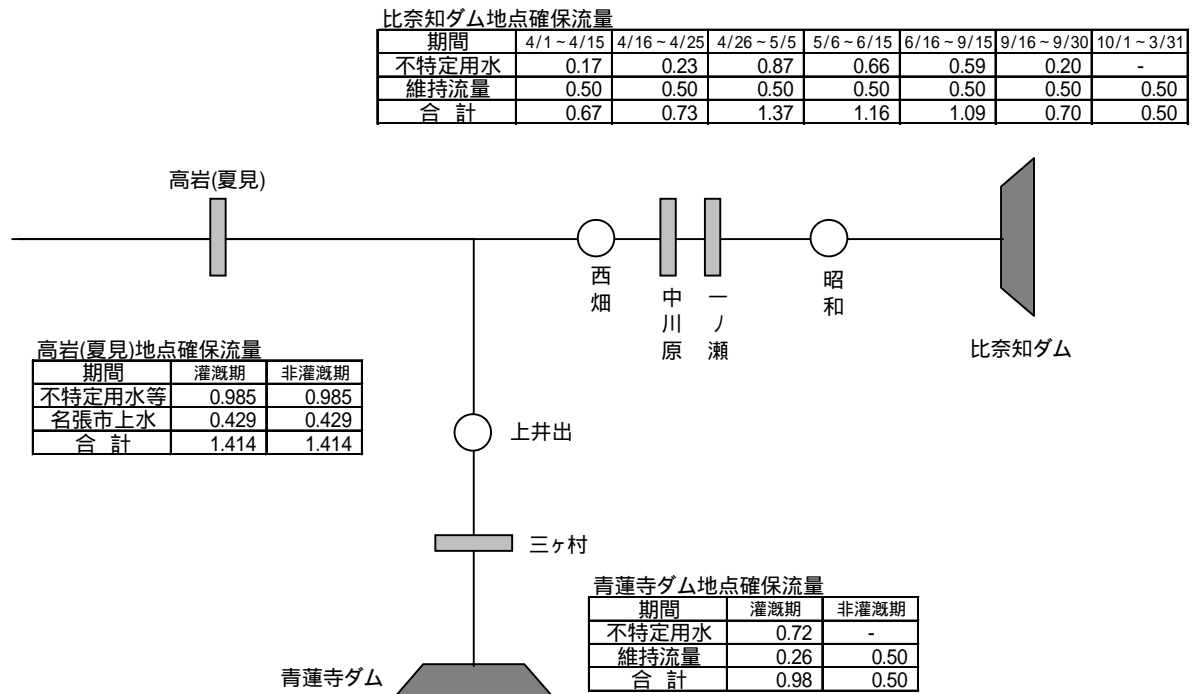 比奈知ダム地点確保流量
期間 4/1~4/15 4/16~4/25 4/26~5/5 5/6~6/15 6/16~9/15 9/16~9/30 10/1~3/31
不特定用水 0.17 0.23 0.87 0.66 0.59 0.20 -
維持流量 0.50 0.50 0.50 0.50 0.50 0.50 0.50
合 計 0.67 0.73 1.37 1.16 1.09 0.70 0.50
高岩(夏見)
西畑
中川原
一ノ瀬
昭和
比奈知ダム
高岩(夏見)地点確保流量
期間 灌漑期 非灌漑期
不特定用水等 0.985 0.985
名張市上水 0.429 0.429
合 計 1.414 1.414
上井出
三ヶ村
青蓮寺ダム地点確保流量
期間 灌漑期 非灌漑期
不特定用水 0.72 -
維持流量 0.26 0.50
合 計 0.98 0.50
青蓮寺ダム